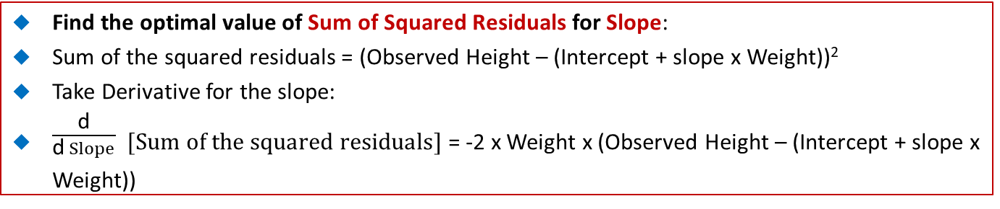 Find the optimal value of Sum of Squared Residuals for Slope:
Sum of the squared residuals = (Observed Height – (Intercept + slope x Weight))²
Take Derivative for the slope:
d
d Slope [Sum of the squared residuals] = -2 x Weight x (Observed Height – (Intercept + slope x
Weight))